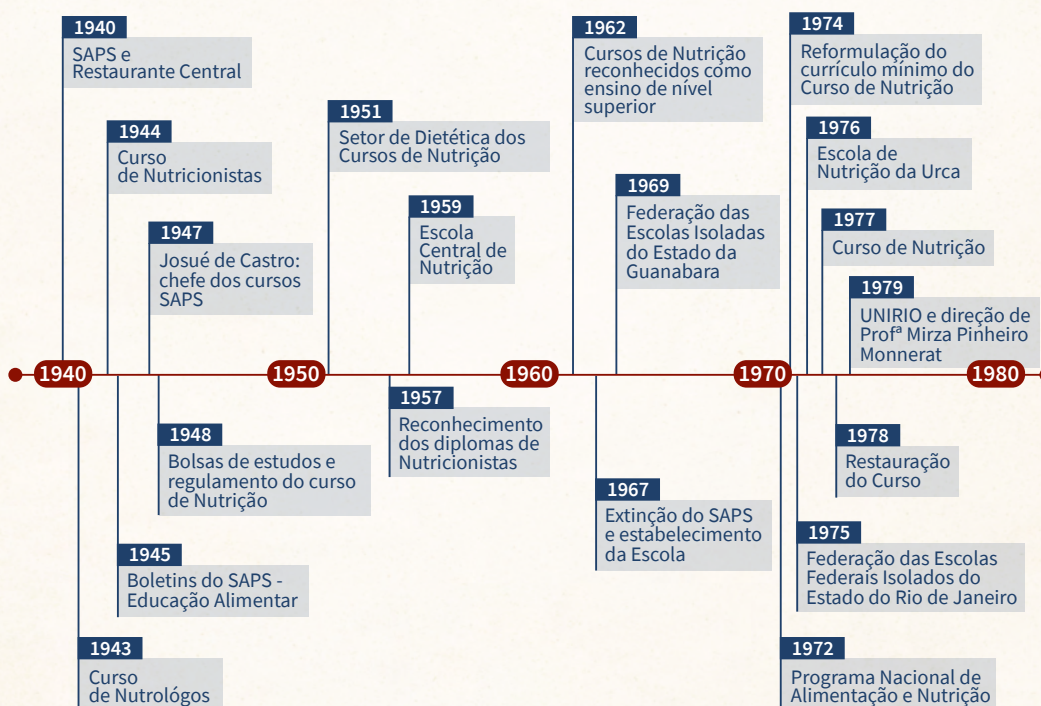 1940
SAPS e
Restaurante Central
1944
Curso
de Nutricionistas
1947
Josué de Castro:
chefe dos cursos
SAPS
1951
Setor de Dietética dos
Cursos de Nutrição
1959
Escola
Central de
Nutrição
1962
Cursos de Nutrição
reconhecidos como
ensino de nível
superior
1969
Federação das
Escolas Isoladas
do Estado da
Guanabara
1974
Reformulação do
currículo mínimo do
Curso de Nutrição
1976
Escola de
Nutrição da Urca
1977
Curso de Nutrição
1979
UNIRIO e direção de
Profª Mirza Pinheiro
Monnerat
1940
1950
1960
1970
1980
1943
Curso
de Nutrológos
1945
Boletins do SAPS -
Educação Alimentar
1948
Bolsas de estudos e
regulamento do curso
de Nutrição
1957
Reconhecimento
dos diplomas de
Nutricionistas
1967
Extinção do SAPS
e estabelecimento
da Escola
1972
Programa Nacional de
Alimentação e Nutrição
1975
Federação das Escolas
Federais Isolados do
Estado do Rio de Janeiro
1978
Restauração
do Curso